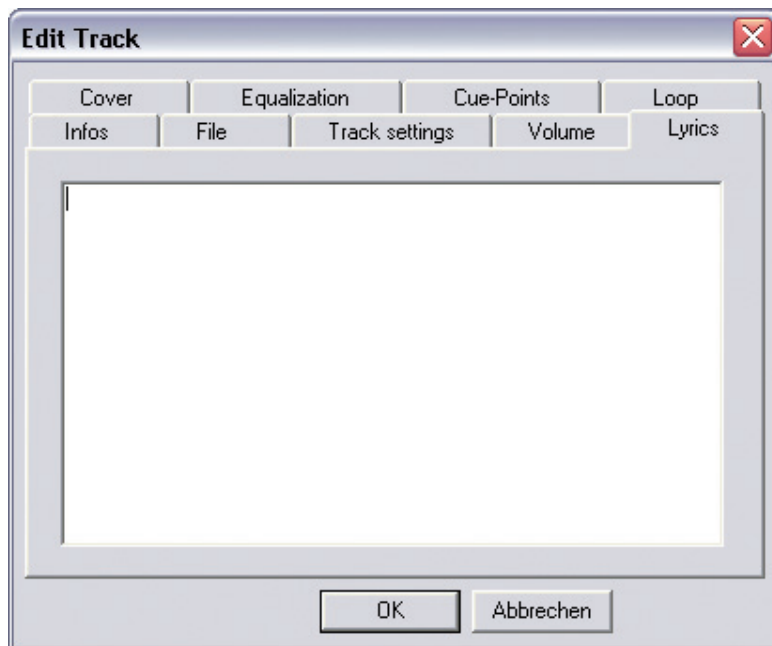 Edit Track
Cover Equalization Cue-Points Loop
Infos File Track settings Volume Lyrics
OK Abbrechen